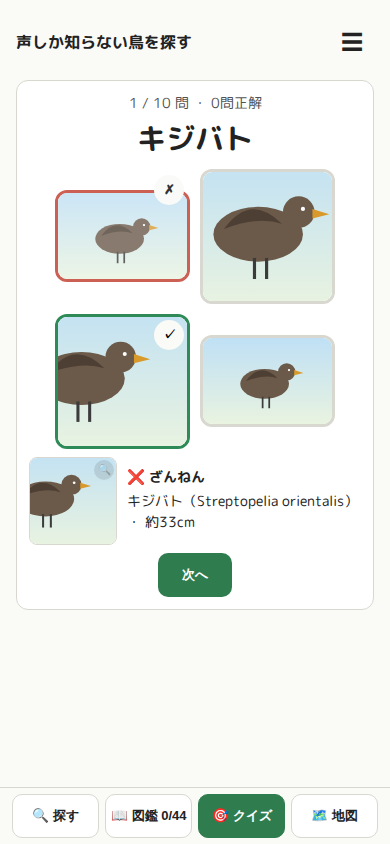 声しか知らない鳥を探す
1 / 10 問 · 0問正解
キジバト
✗
✓
❌ ざんねん
キジバト（Streptopelia orientalis）
· 約33cm
次へ
🔍 探す
📖 図鑑 0/44
🎯 クイズ
🗺️ 地図